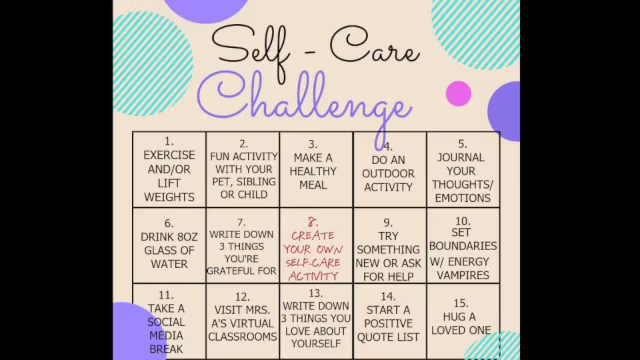 Self - Care
Challenge
1.
EXERCISE
AND/OR
LIFT
WEIGHTS
2.
FUN ACTIVITY
WITH YOUR
PET, SIBLING
OR CHILD
3.
MAKE A
HEALTHY
MEAL
4.
DO AN
OUTDOOR
ACTIVITY
5.
JOURNAL
YOUR
THOUGHTS/
EMOTIONS
6.
DRINK 8OZ
GLASS OF
WATER
7.
WRITE DOWN
3 THINGS
YOU'RE
GRATEFUL FOR
8.
CREATE
YOUR OWN
SELF-CARE
ACTIVITY
9.
TRY
SOMETHING
NEW OR ASK
FOR HELP
10.
SET
BOUNDARIES
W/ ENERGY
VAMPIRES
11.
TAKE A
SOCIAL
MEDIA
BREAK
12.
VISIT MRS.
A'S VIRTUAL
CLASSROOMS
13.
WRITE DOWN
3 THINGS YOU
LOVE ABOUT
YOURSELF
14.
START A
POSITIVE
QUOTE LIST
15.
HUG A
LOVED ONE